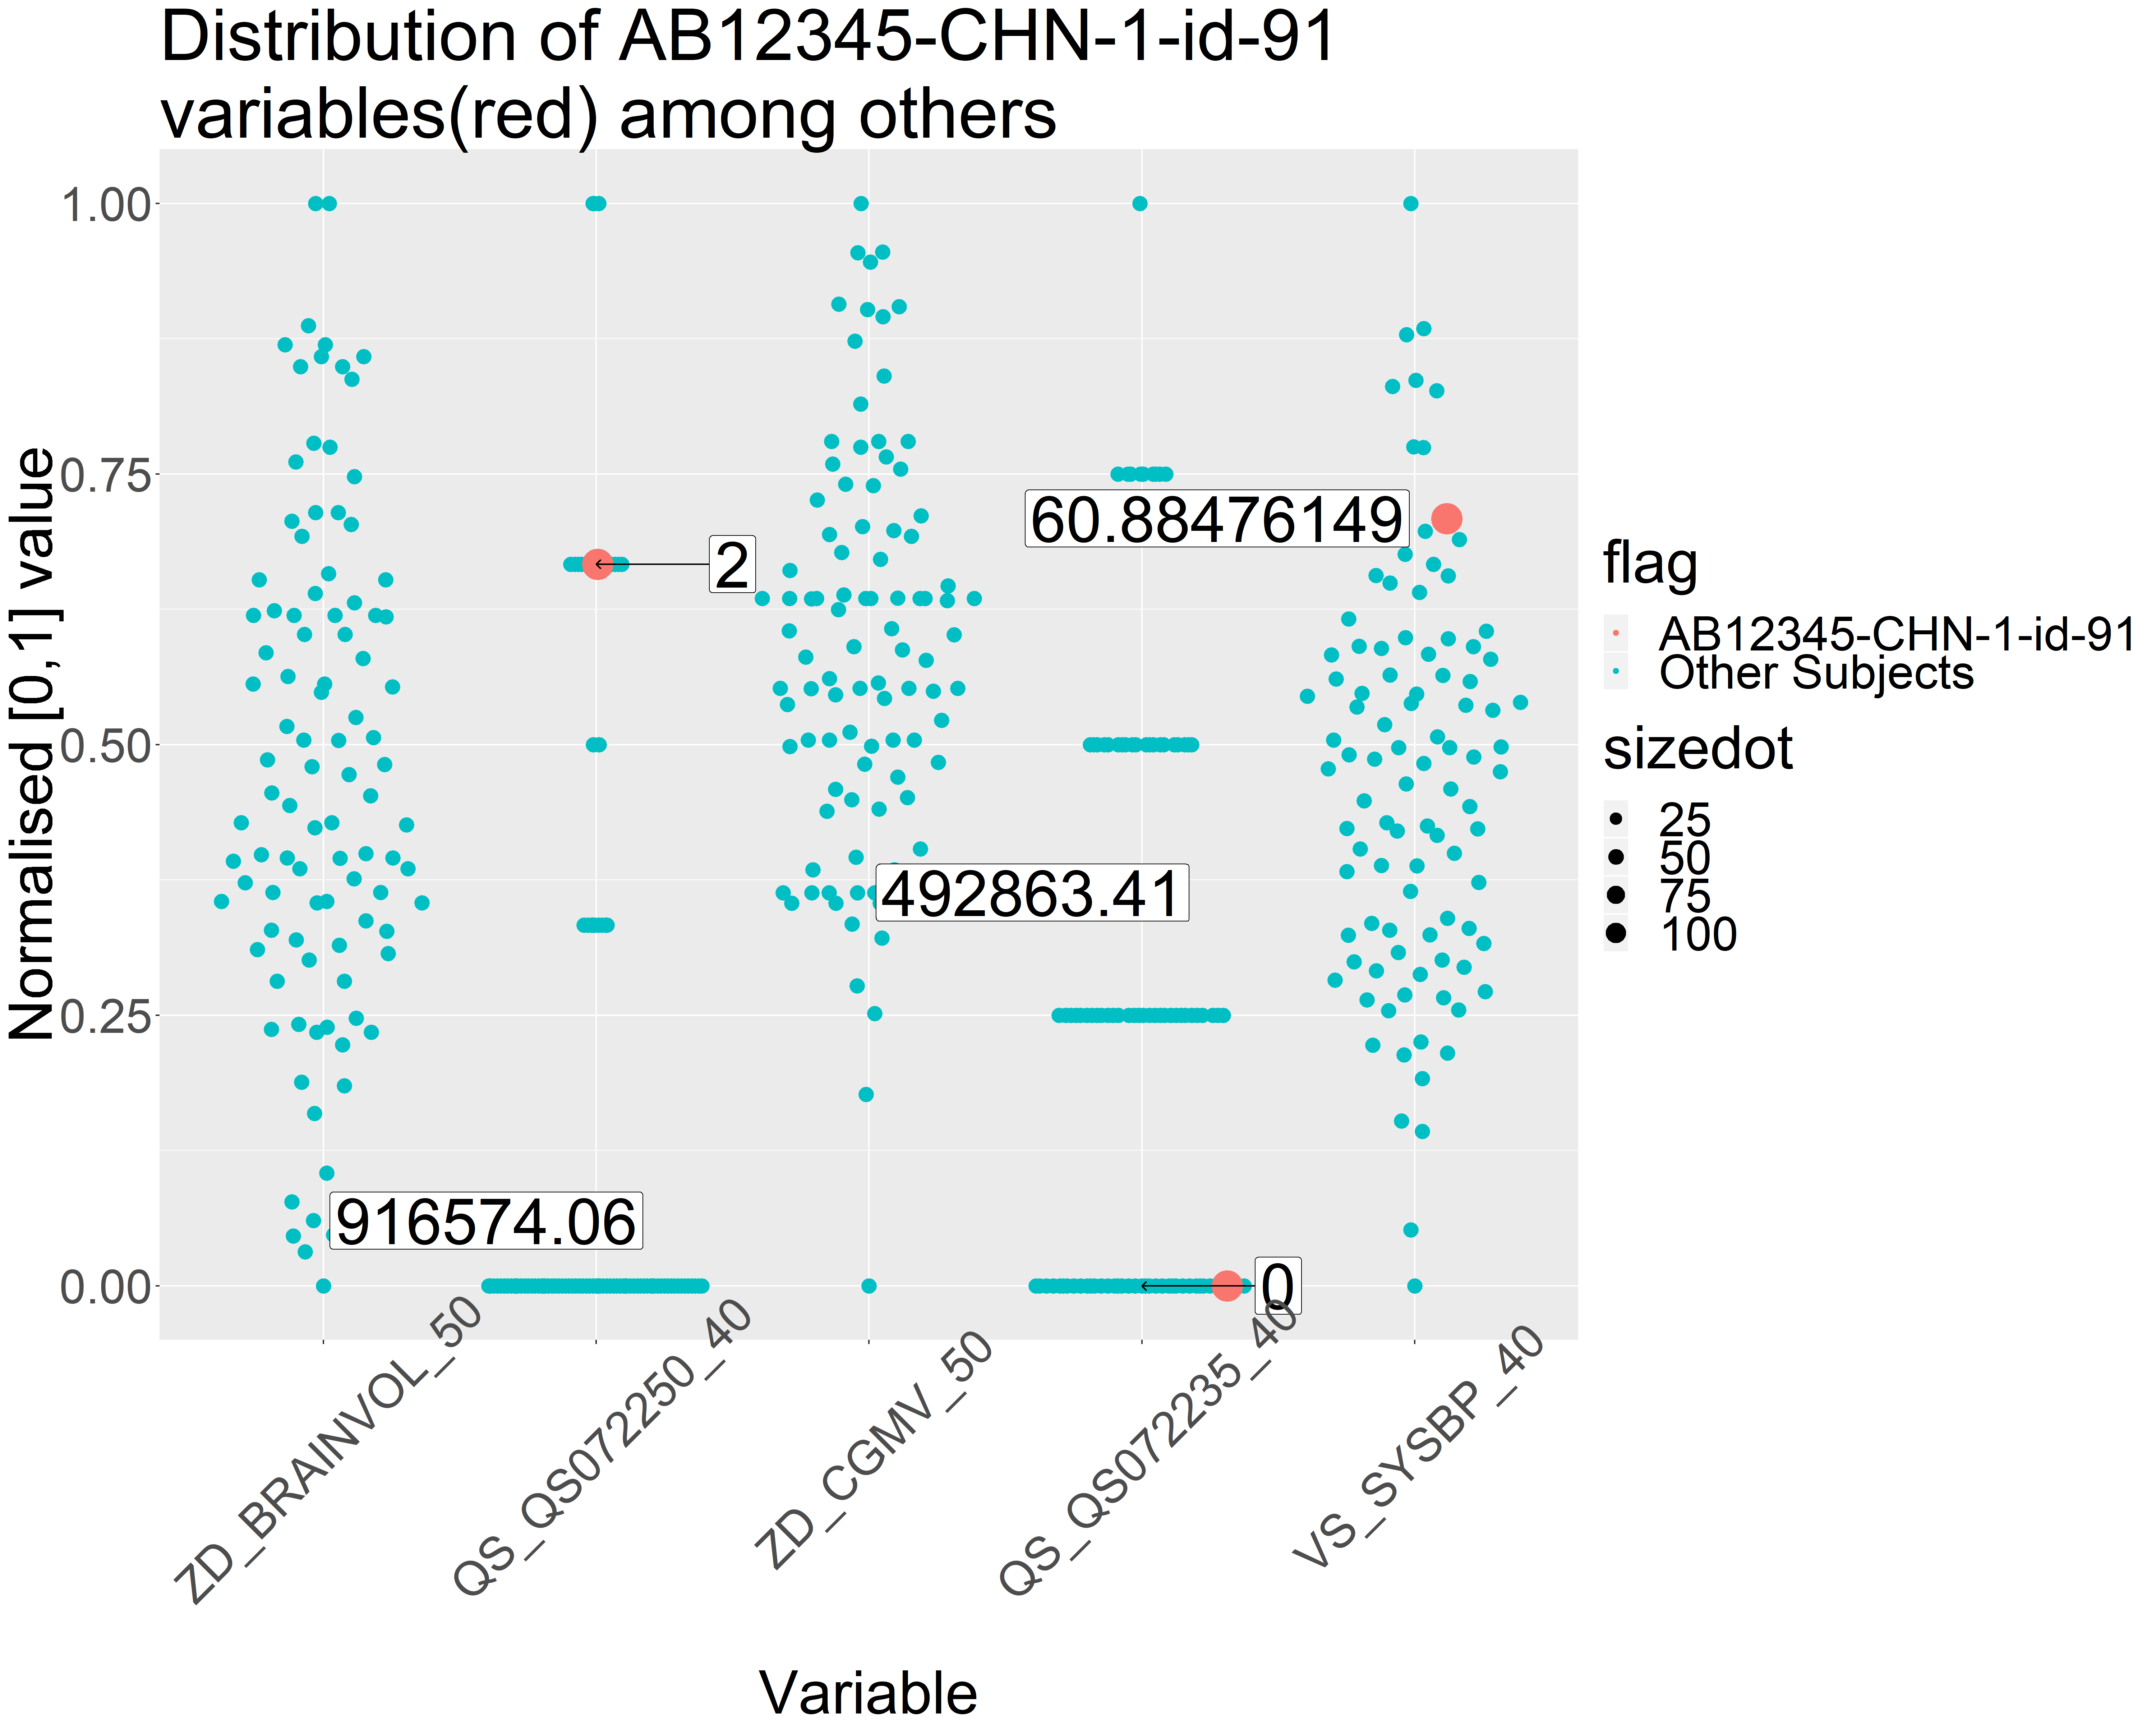 Distribution of AB12345-CHN-1-id-91
variables(red) among others
Normalised [0,1] value
1.00
0.75
0.50
0.25
0.00
60.88476149
2
492863.41
916574.06
0
ZD_BRAINVOL_50
QS_QS072250_40
ZD_CGMV_50
QS_QS072235_40
VS_SYSBP_40
Variable
flag
AB12345-CHN-1-id-91
Other Subjects
sizedot
25
50
75
100